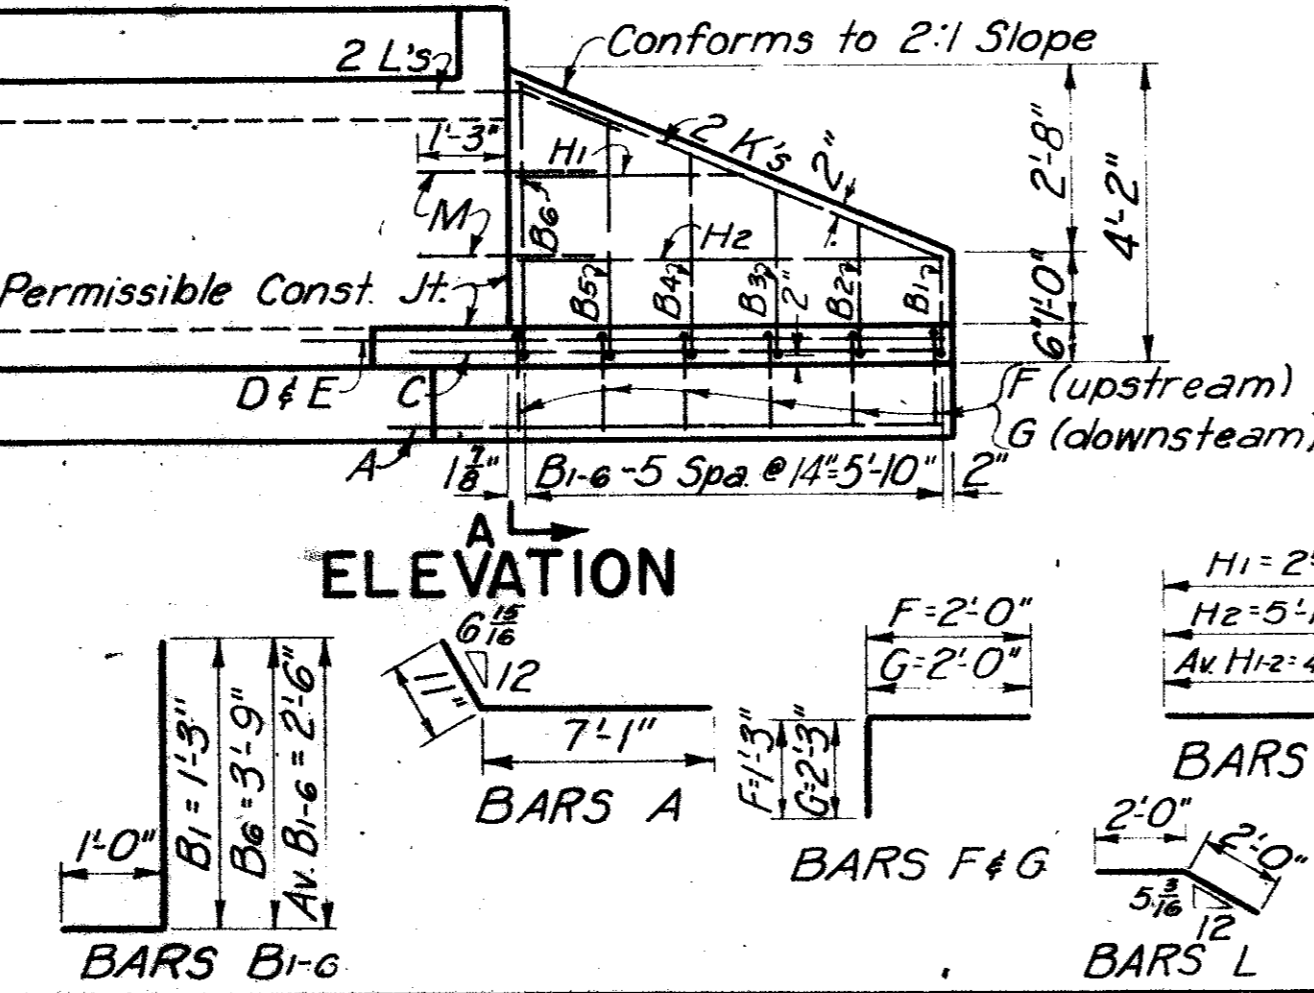 Conforms to 2:1 Slope
2 L's
1'-3"
H1
2 K's
2"
2'-8"
4'-2"
M
B6
H2
Permissible Const. Jt.
B5
B4
B3
2"
B2
B1
1'-0"
6"
D & E
C
F (upstream)
G (downsteam)
A
1 7/8"
B1-6 -5 Spa. @ 14"=5'-10"
2"
A
ELEVATION
1'-0"
B1 = 1'-3"
B6 = 3'-9"
Av. B1-6 = 2'-6"
BARS B1-6
6 15/16
12
11"
7'-1"
BARS A
F=2'-0"
G=2'-0"
F=1'-3"
G=2'-3"
BARS F & G
H1 = 2'
H2=5'-1
Av. H1-2=4
BARS
2'-0"
2'-0"
5 3/16
12
BARS L